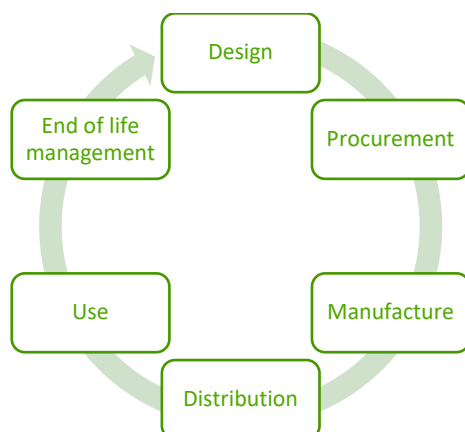 Design
Procurement
Manufacture
Distribution
Use
End of life
management